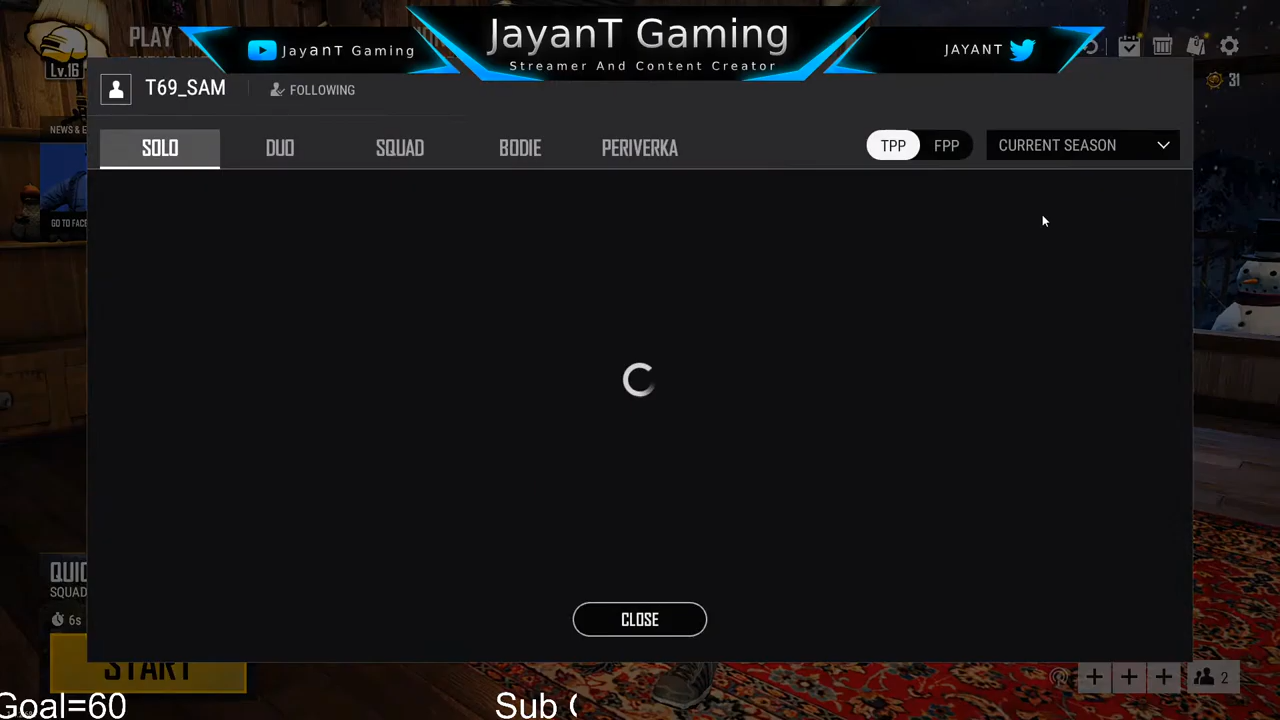 JayanT Gaming
Streamer And Content Creator
JayanT Gaming
JAYANT
PLAY
Lv.16
31
T69_SAM
FOLLOWING
NEWS & E
SOLO
DUO
SQUAD
BODIE
PERIVERKA
TPP
FPP
CURRENT SEASON
GO TO FACE
QUIC
SQUAD
6s
START
CLOSE
2
Goal=60
Sub